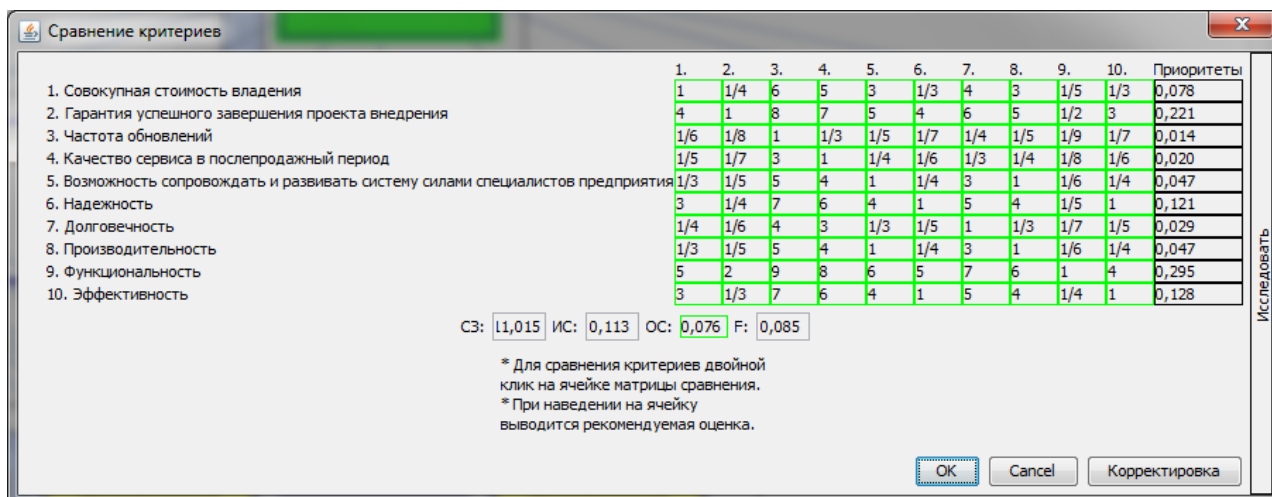 Сравнение критериев
1. 2. 3. 4. 5. 6. 7. 8. 9. 10. Приоритеты
1. Совокупная стоимость владения 1 1/4 6 5 3 1/3 4 3 1/5 1/3 0,078
2. Гарантия успешного завершения проекта внедрения 4 1 8 7 5 4 6 5 1/2 3 0,221
3. Частота обновлений 1/6 1/8 1 1/3 1/5 1/7 1/4 1/5 1/9 1/7 0,014
4. Качество сервиса в послепродажный период 1/5 1/7 3 1 1/4 1/6 1/3 1/4 1/8 1/6 0,020
5. Возможность сопровождать и развивать систему силами специалистов предприятия 1/3 1/5 5 4 1 1/4 3 1 1/6 1/4 0,047
6. Надежность 3 1/4 7 6 4 1 5 4 1/5 1 0,121
7. Долговечность 1/4 1/6 4 3 1/3 1/5 1 1/3 1/7 1/5 0,029
8. Производительность 1/3 1/5 5 4 1 1/4 3 1 1/6 1/4 0,047
9. Функциональность 5 2 9 8 6 5 7 6 1 4 0,295
10. Эффективность 3 1/3 7 6 4 1 5 4 1/4 1 0,128
СЗ: 11,015 ИС: 0,113 ОС: 0,076 F: 0,085
* Для сравнения критериев двойной
клик на ячейке матрицы сравнения.
* При наведении на ячейку
выводится рекомендуемая оценка.
OK Cancel Корректировка
Исследовать